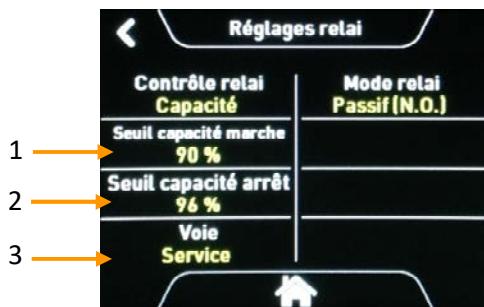 Réglages relai
Contrôle relai
Capacité
Mode relai
Passif (N.O.)
1
Seuil capacité marche
90 %
2
Seuil capacité arrêt
96 %
3
Voie
Service